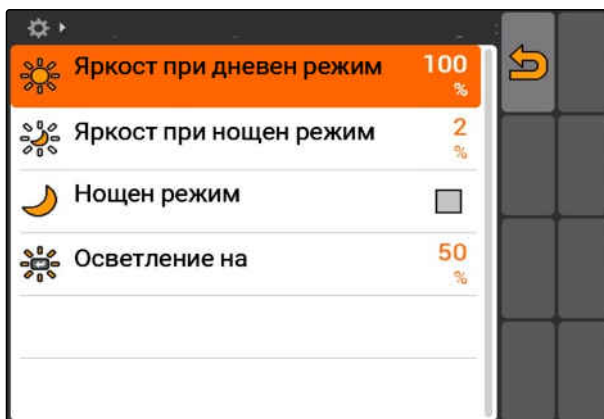 Яркост при дневен режим 100 %
Яркост при нощен режим 2 %
Нощен режим
Осветление на 50 %